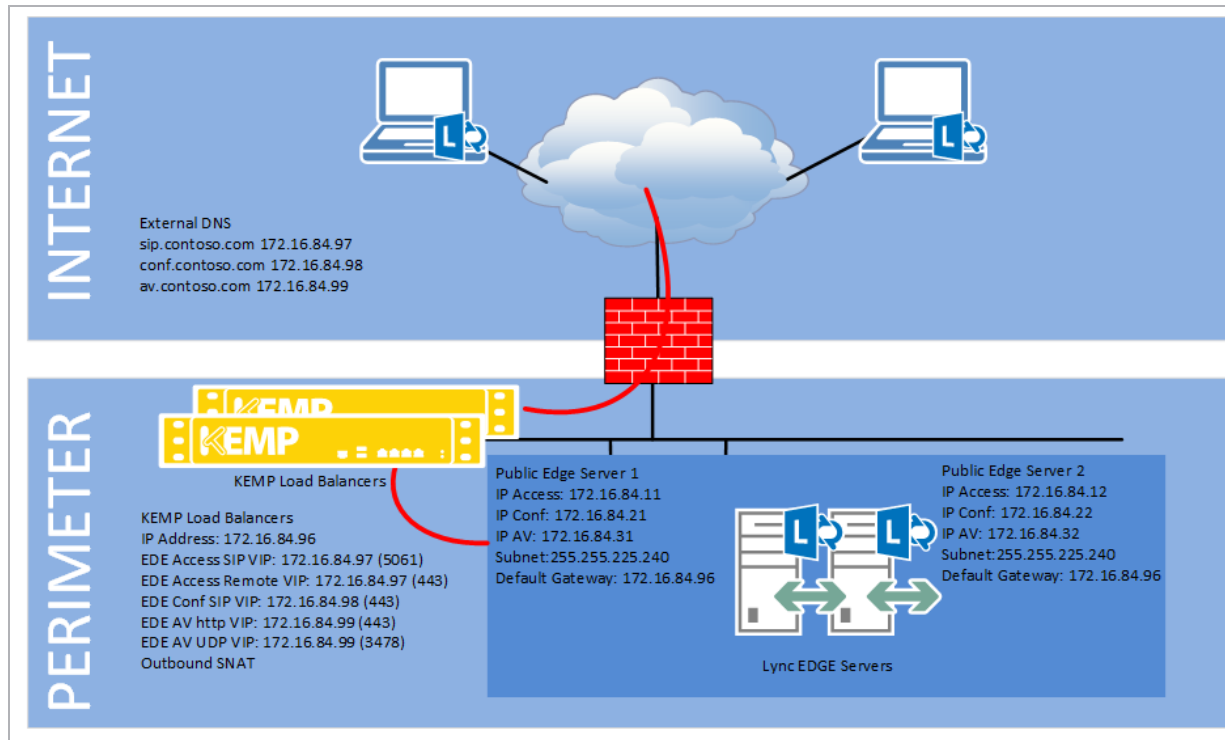 INTERNET
External DNS
sip.contoso.com 172.16.84.97
conf.contoso.com 172.16.84.98
av.contoso.com 172.16.84.99
L
L
PERIMETER
KEMP
KEMP
KEMP Load Balancers
KEMP Load Balancers
IP Address: 172.16.84.96
EDE Access SIP VIP: 172.16.84.97 (5061)
EDE Access Remote VIP: 172.16.84.97 (443)
EDE Conf SIP VIP: 172.16.84.98 (443)
EDE AV http VIP: 172.16.84.99 (443)
EDE AV UDP VIP: 172.16.84.99 (3478)
Outbound SNAT
Public Edge Server 1
IP Access: 172.16.84.11
IP Conf: 172.16.84.21
IP AV: 172.16.84.31
Subnet:255.255.225.240
Default Gateway: 172.16.84.96
L
L
Lync EDGE Servers
Public Edge Server 2
IP Access: 172.16.84.12
IP Conf: 172.16.84.22
IP AV: 172.16.84.32
Subnet:255.255.225.240
Default Gateway: 172.16.84.96